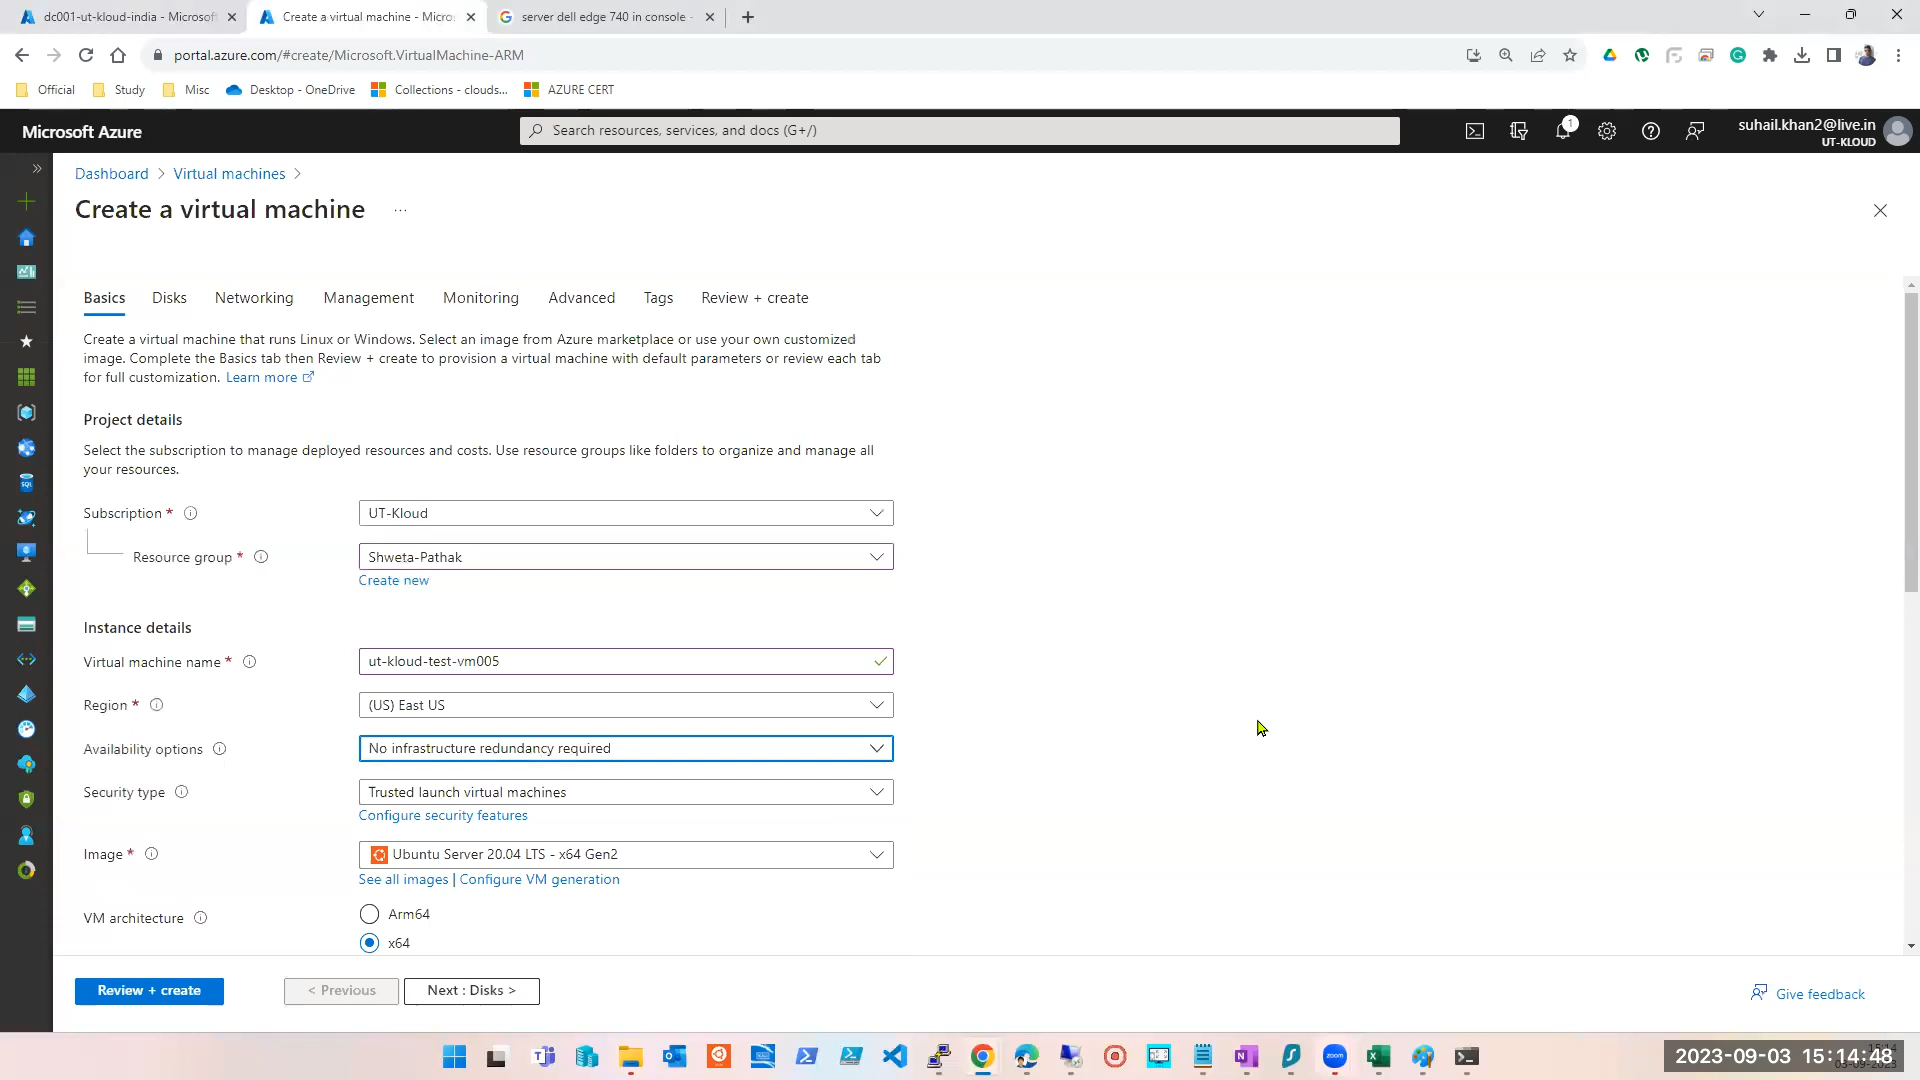 dc001-ut-kloud-india - Microsoft
Create a virtual machine - Micros
server dell edge 740 in console -
portal.azure.com/#create/Microsoft.VirtualMachine-ARM
Official
Study
Misc
Desktop - OneDrive
Collections - clouds...
AZURE CERT
Microsoft Azure
Search resources, services, and docs (G+/)
1
suhail.khan2@live.in
UT-KLOUD
Dashboard > Virtual machines >
Create a virtual machine ...
Basics
Disks
Networking
Management
Monitoring
Advanced
Tags
Review + create
Create a virtual machine that runs Linux or Windows. Select an image from Azure marketplace or use your own customized
image. Complete the Basics tab then Review + create to provision a virtual machine with default parameters or review each tab
for full customization. Learn more
Project details
Select the subscription to manage deployed resources and costs. Use resource groups like folders to organize and manage all
your resources.
Subscription *
UT-Kloud
Resource group *
Shweta-Pathak
Create new
Instance details
Virtual machine name *
ut-kloud-test-vm005
Region *
(US) East US
Availability options
No infrastructure redundancy required
Security type
Trusted launch virtual machines
Configure security features
Image *
Ubuntu Server 20.04 LTS - x64 Gen2
See all images | Configure VM generation
VM architecture
Arm64
x64
Review + create
< Previous
Next : Disks >
Give feedback
zoom
2023-09-03 15:14:48